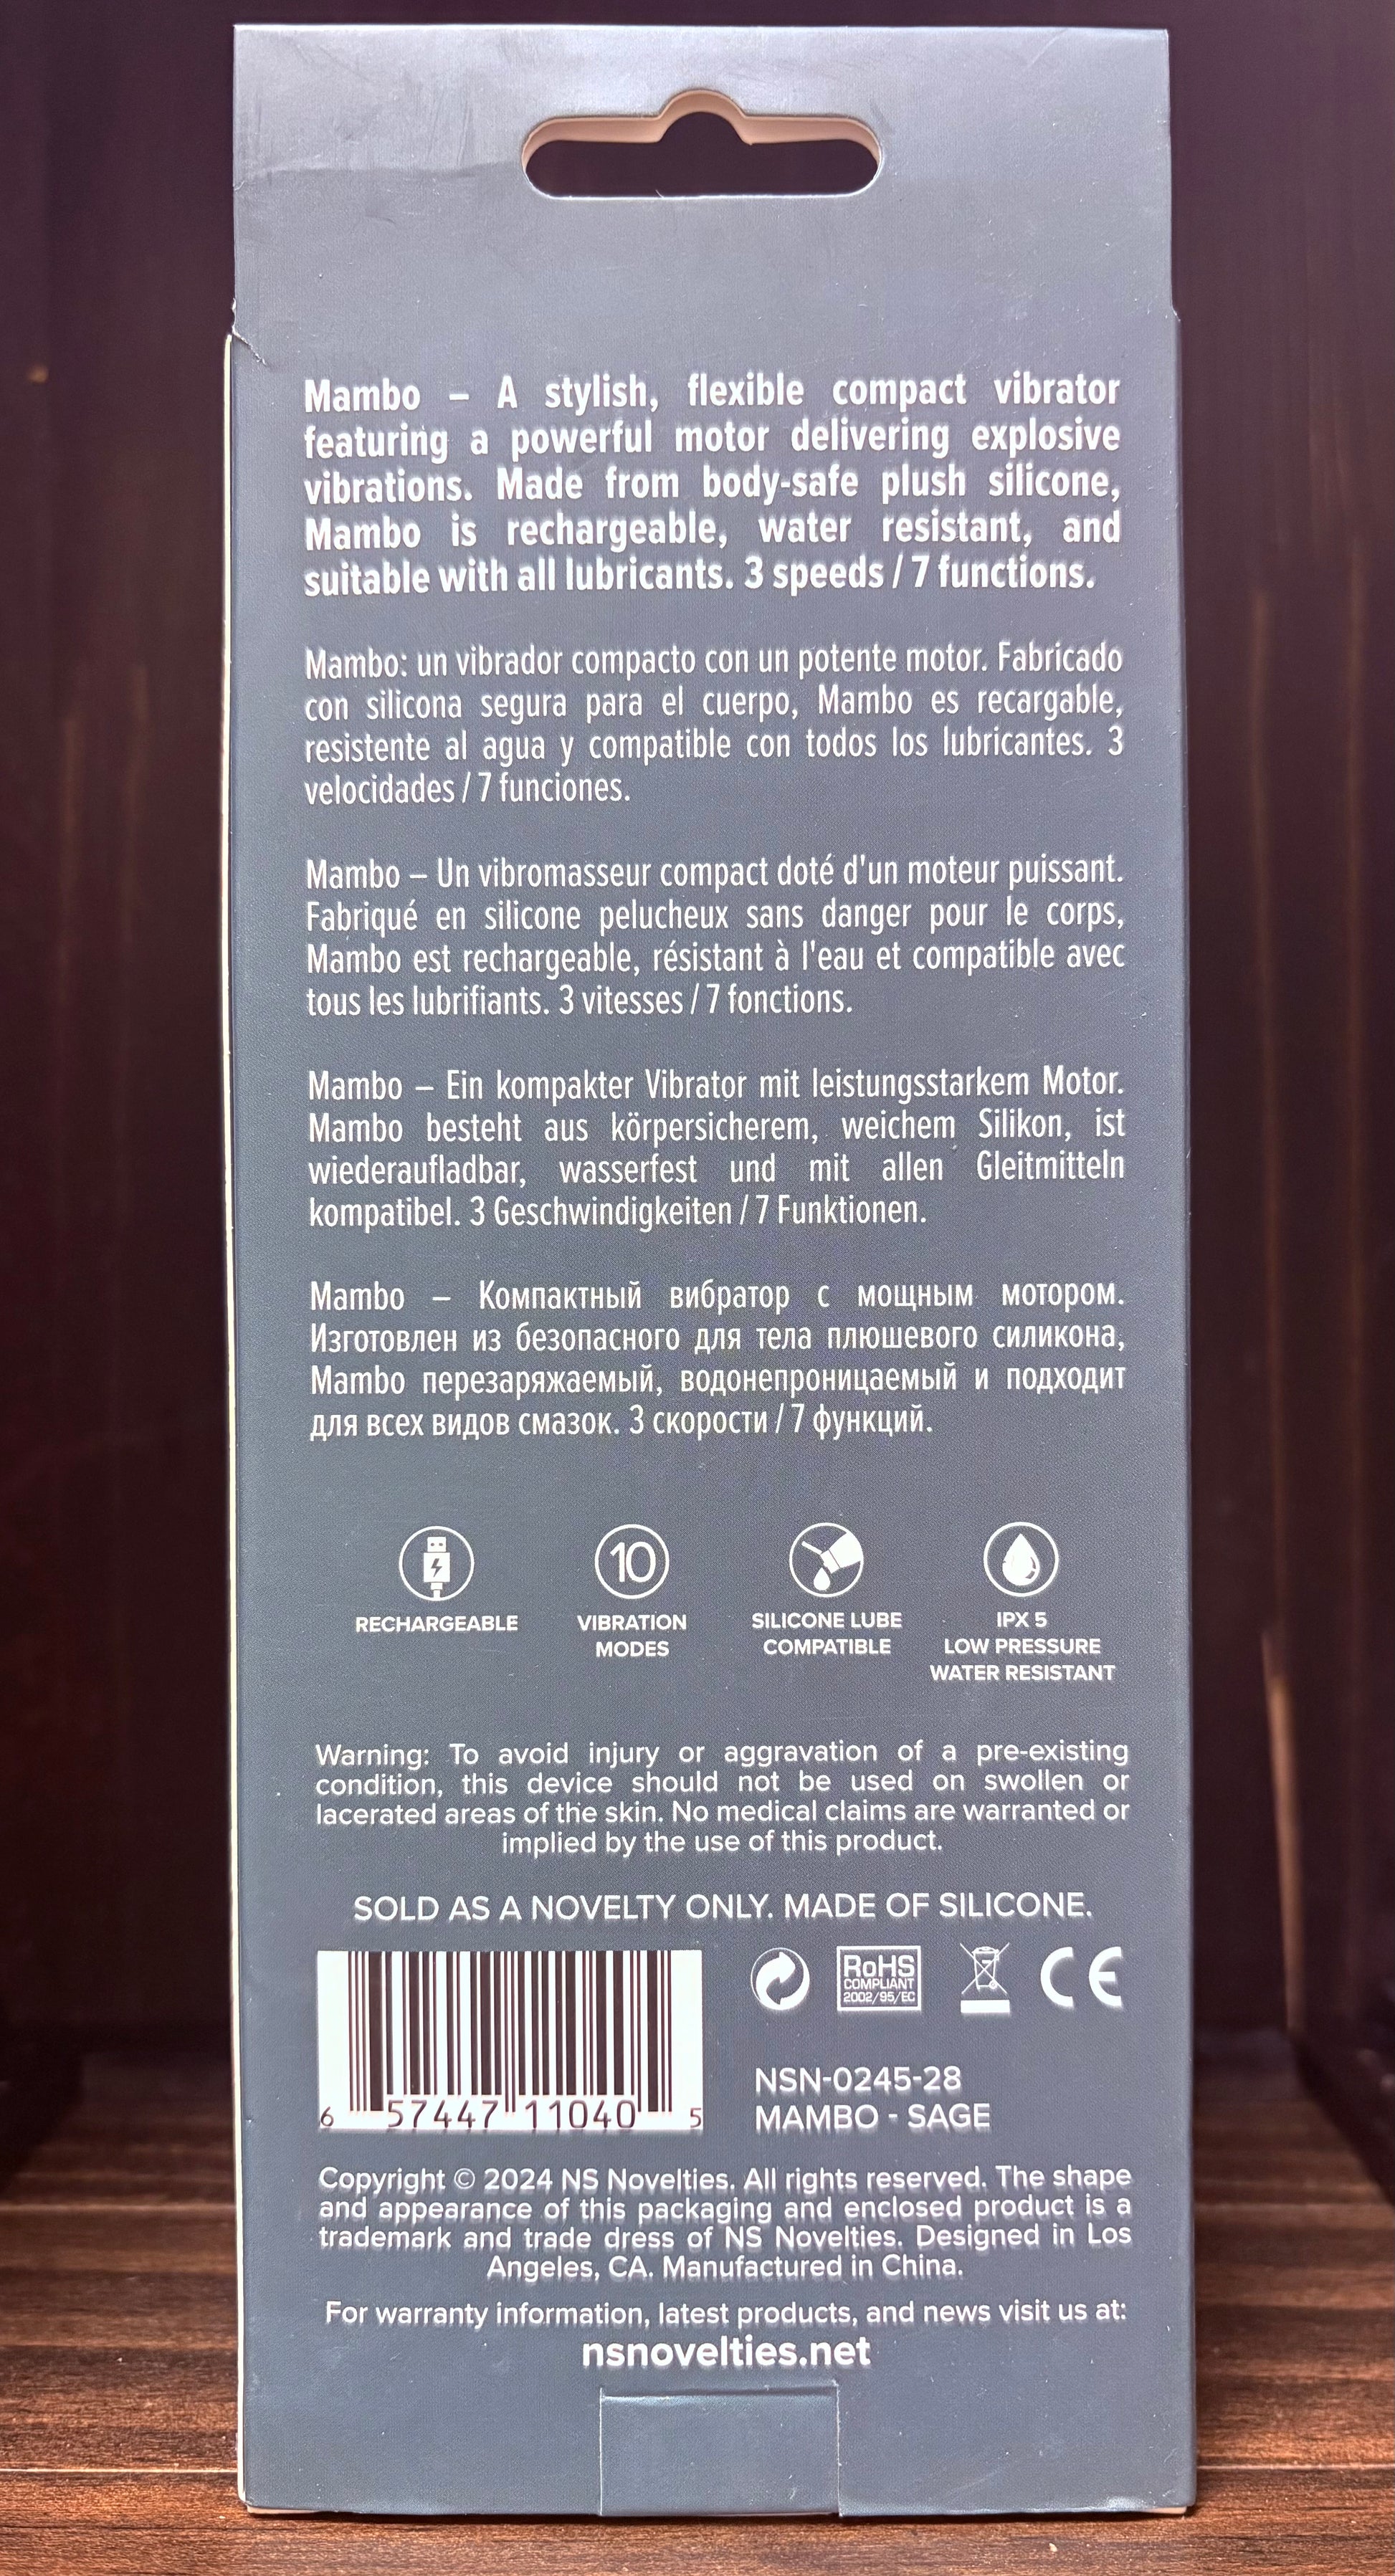 Mambo – A stylish, flexible compact vibrator
featuring a powerful motor delivering explosive
vibrations. Made from body-safe plush silicone,
Mambo is rechargeable, water resistant, and
suitable with all lubricants. 3 speeds / 7 functions.
Mambo: un vibrador compacto con un potente motor. Fabricado
con silicona segura para el cuerpo, Mambo es recargable,
resistente al agua y compatible con todos los lubricantes. 3
velocidades / 7 funciones.
Mambo – Un vibromasseur compact doté d'un moteur puissant.
Fabriqué en silicone pelucheux sans danger pour le corps,
Mambo est rechargeable, résistant à l'eau et compatible avec
tous les lubrifiants. 3 vitesses / 7 fonctions.
Mambo – Ein kompakter Vibrator mit leistungsstarkem Motor.
Mambo besteht aus körpersicherem, weichem Silikon, ist
wiederaufladbar, wasserfest und mit allen Gleitmitteln
kompatibel. 3 Geschwindigkeiten / 7 Funktionen.
Mambo – Компактный вибратор с мощным мотором.
Изготовлен из безопасного для тела плюшевого силикона,
Mambo перезаряжаемый, водонепроницаемый и подходит
для всех видов смазок. 3 скорости / 7 функций.
10
RECHARGEABLE
VIBRATION
MODES
SILICONE LUBE
COMPATIBLE
IPX 5
LOW PRESSURE
WATER RESISTANT
Warning: To avoid injury or aggravation of a pre-existing
condition, this device should not be used on swollen or
lacerated areas of the skin. No medical claims are warranted or
implied by the use of this product.
SOLD AS A NOVELTY ONLY. MADE OF SILICONE.
RoHS
COMPLIANT
2002/95/EC
CE
6 57447 11040 5
NSN-0245-28
MAMBO - SAGE
Copyright © 2024 NS Novelties. All rights reserved. The shape
and appearance of this packaging and enclosed product is a
trademark and trade dress of NS Novelties. Designed in Los
Angeles, CA. Manufactured in China.
For warranty information, latest products, and news visit us at:
nsnovelties.net